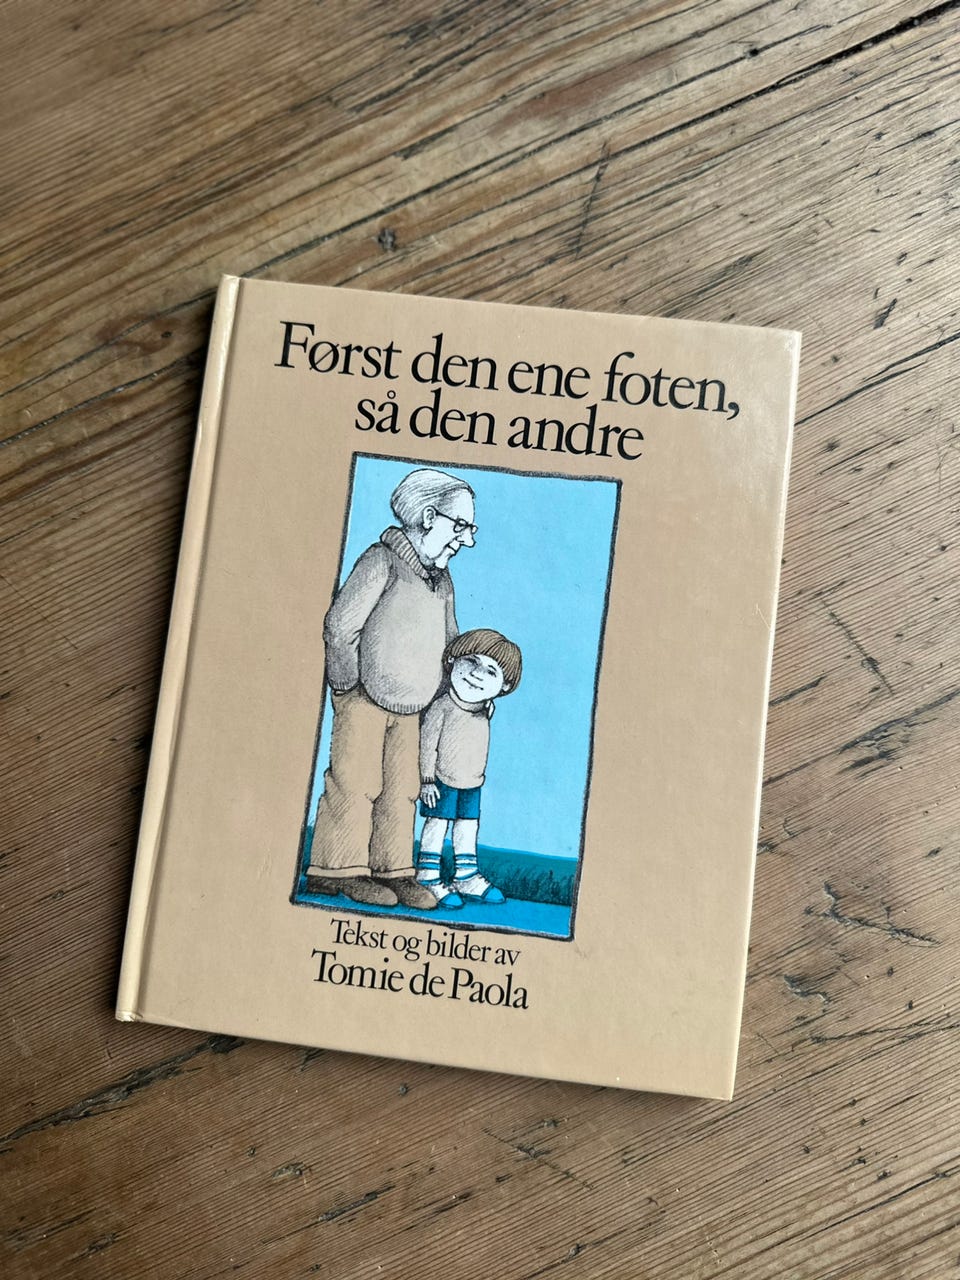 Først den ene foten,
så den andre
Tekst og bilder av
Tomie de Paola